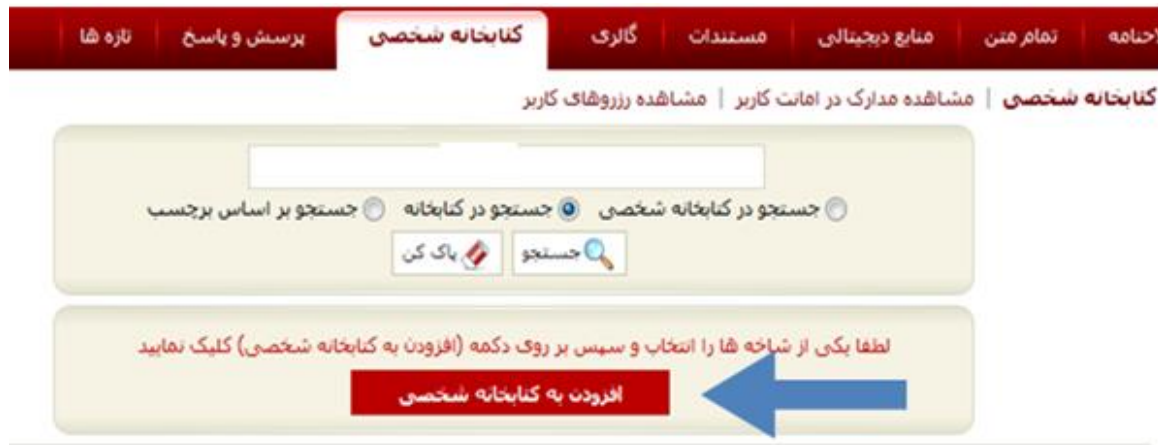 تمام متن منابع دیجیتالی مستندات گالری کتابخانه شخصی پرسش و پاسخ تازه ها
کتابخانه شخصی | مشاهده مدارک در امانت کاربر | مشاهده رزروهای کاربر
جستجو در کتابخانه شخصی جستجو در کتابخانه جستجو بر اساس برچسب
جستجو پاک کن
لطفا یکی از شاخه ها را انتخاب و سپس بر روی دکمه (افزودن به کتابخانه شخصی) کلیک نمایید
افزودن به کتابخانه شخصی